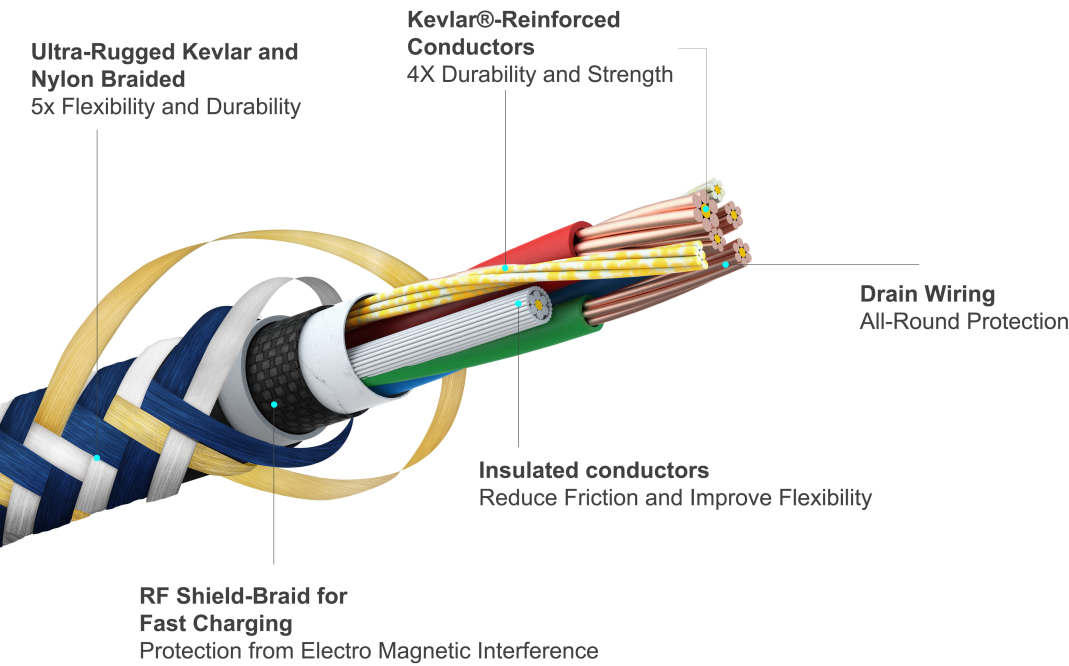 Kevlar®-Reinforced
Conductors
4X Durability and Strength
Ultra-Rugged Kevlar and
Nylon Braided
5x Flexibility and Durability
Drain Wiring
All-Round Protection
Insulated conductors
Reduce Friction and Improve Flexibility
RF Shield-Braid for
Fast Charging
Protection from Electro Magnetic Interference